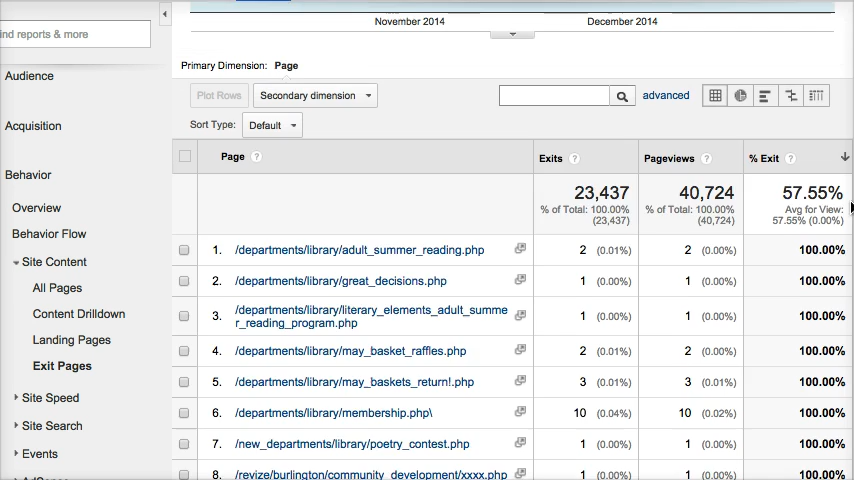 November 2014 December 2014
ind reports & more
Primary Dimension: Page
Audience
Plot Rows Secondary dimension advanced
Acquisition
Sort Type: Default
Page ? Exits ? Pageviews ? % Exit ?
Behavior
23,437 40,724 57.55%
Overview
% of Total: 100.00% % of Total: 100.00% Avg for View:
(23,437) (40,724) 57.55% (0.00%)
Behavior Flow
1. /departments/library/adult_summer_reading.php 2 (0.01%) 2 (0.00%) 100.00%
Site Content
2. /departments/library/great_decisions.php 1 (0.00%) 1 (0.00%) 100.00%
All Pages
3. /departments/library/literary_elements_adult_summe
r_reading_program.php 1 (0.00%) 1 (0.00%) 100.00%
Content Drilldown
Landing Pages
4. /departments/library/may_basket_raffles.php 2 (0.01%) 2 (0.00%) 100.00%
Exit Pages
5. /departments/library/may_baskets_return!.php 3 (0.01%) 3 (0.01%) 100.00%
Site Speed
6. /departments/library/membership.php\ 10 (0.04%) 10 (0.02%) 100.00%
Site Search
7. /new_departments/library/poetry_contest.php 1 (0.00%) 1 (0.00%) 100.00%
Events
8. /revize/burlington/community_development/xxxx.php 1 (0.00%) 1 (0.00%) 100.00%